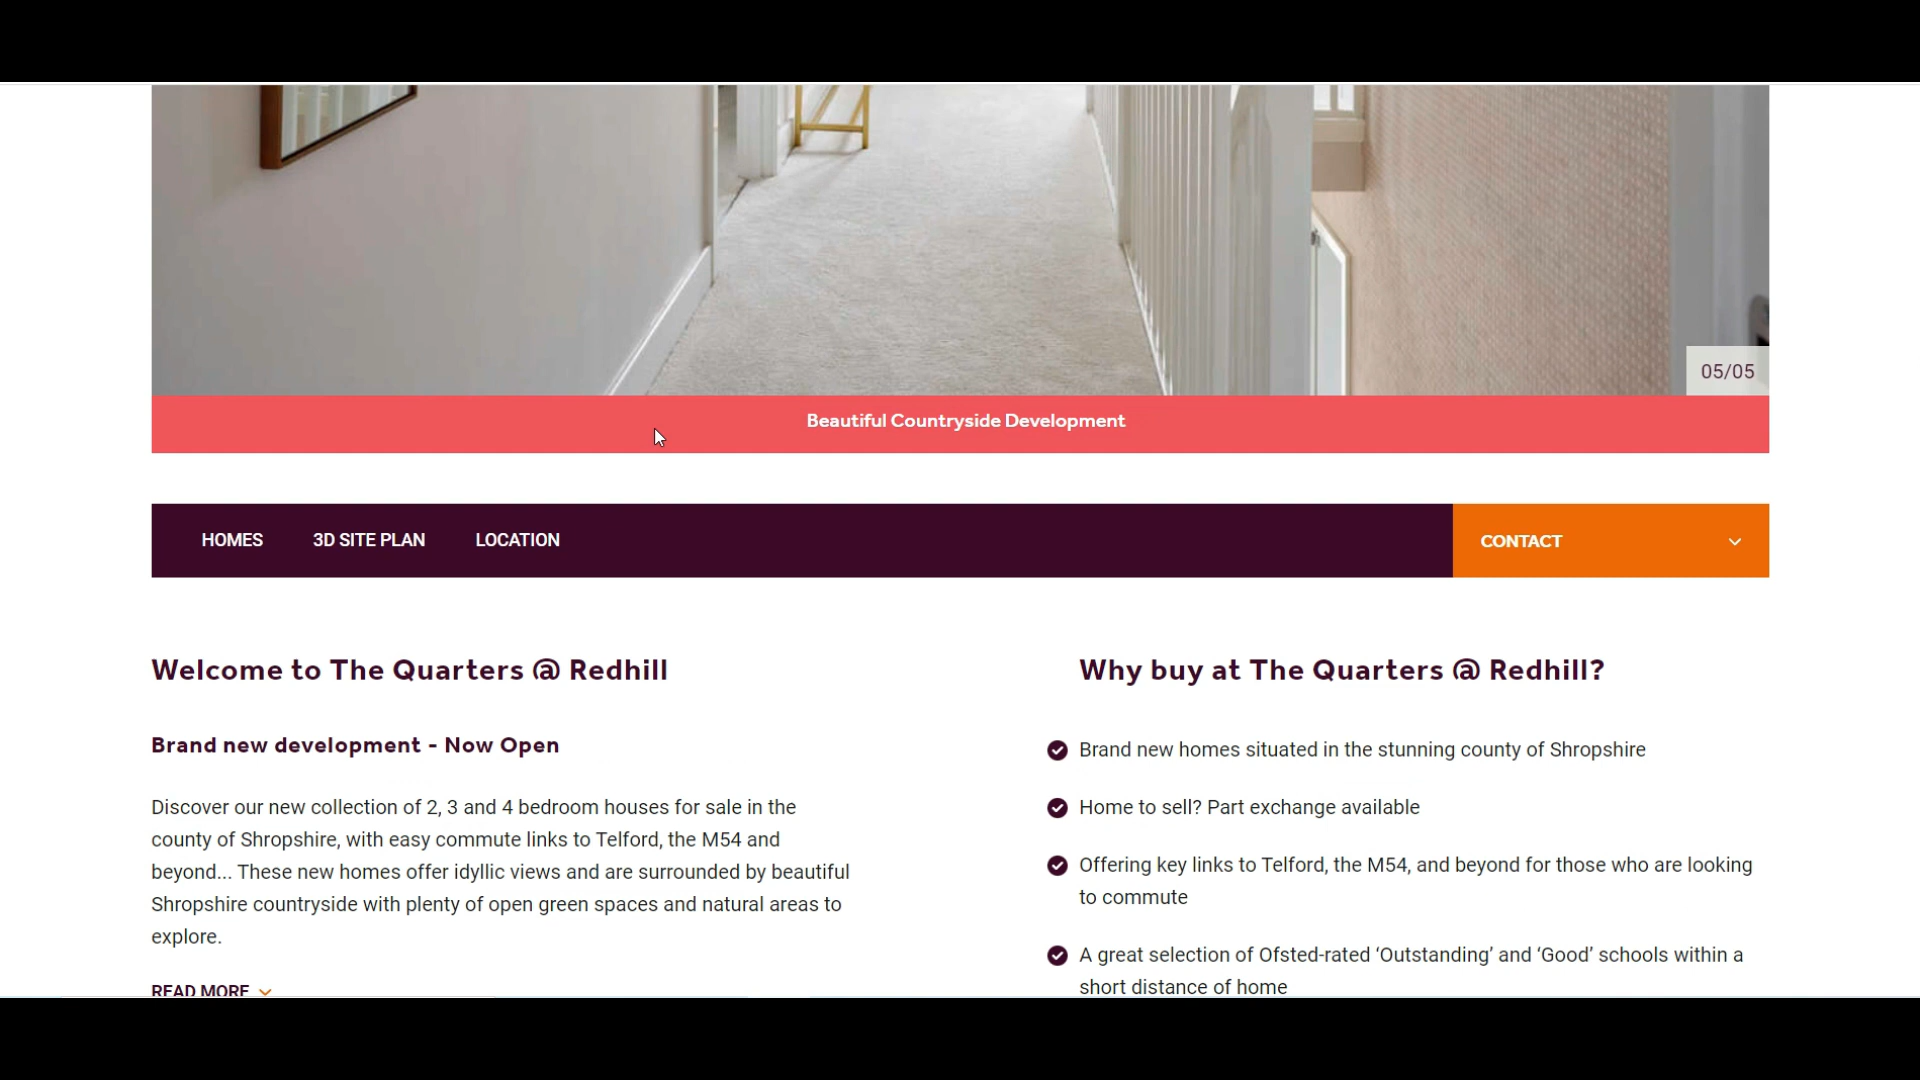 05/05
Beautiful Countryside Development
HOMES 3D SITE PLAN LOCATION CONTACT
Welcome to The Quarters @ Redhill
Brand new development - Now Open
Discover our new collection of 2, 3 and 4 bedroom houses for sale in the
county of Shropshire, with easy commute links to Telford, the M54 and
beyond... These new homes offer idyllic views and are surrounded by beautiful
Shropshire countryside with plenty of open green spaces and natural areas to
explore.
READ MORE
Why buy at The Quarters @ Redhill?
Brand new homes situated in the stunning county of Shropshire
Home to sell? Part exchange available
Offering key links to Telford, the M54, and beyond for those who are looking
to commute
A great selection of Ofsted-rated ‘Outstanding’ and ‘Good’ schools within a
short distance of home